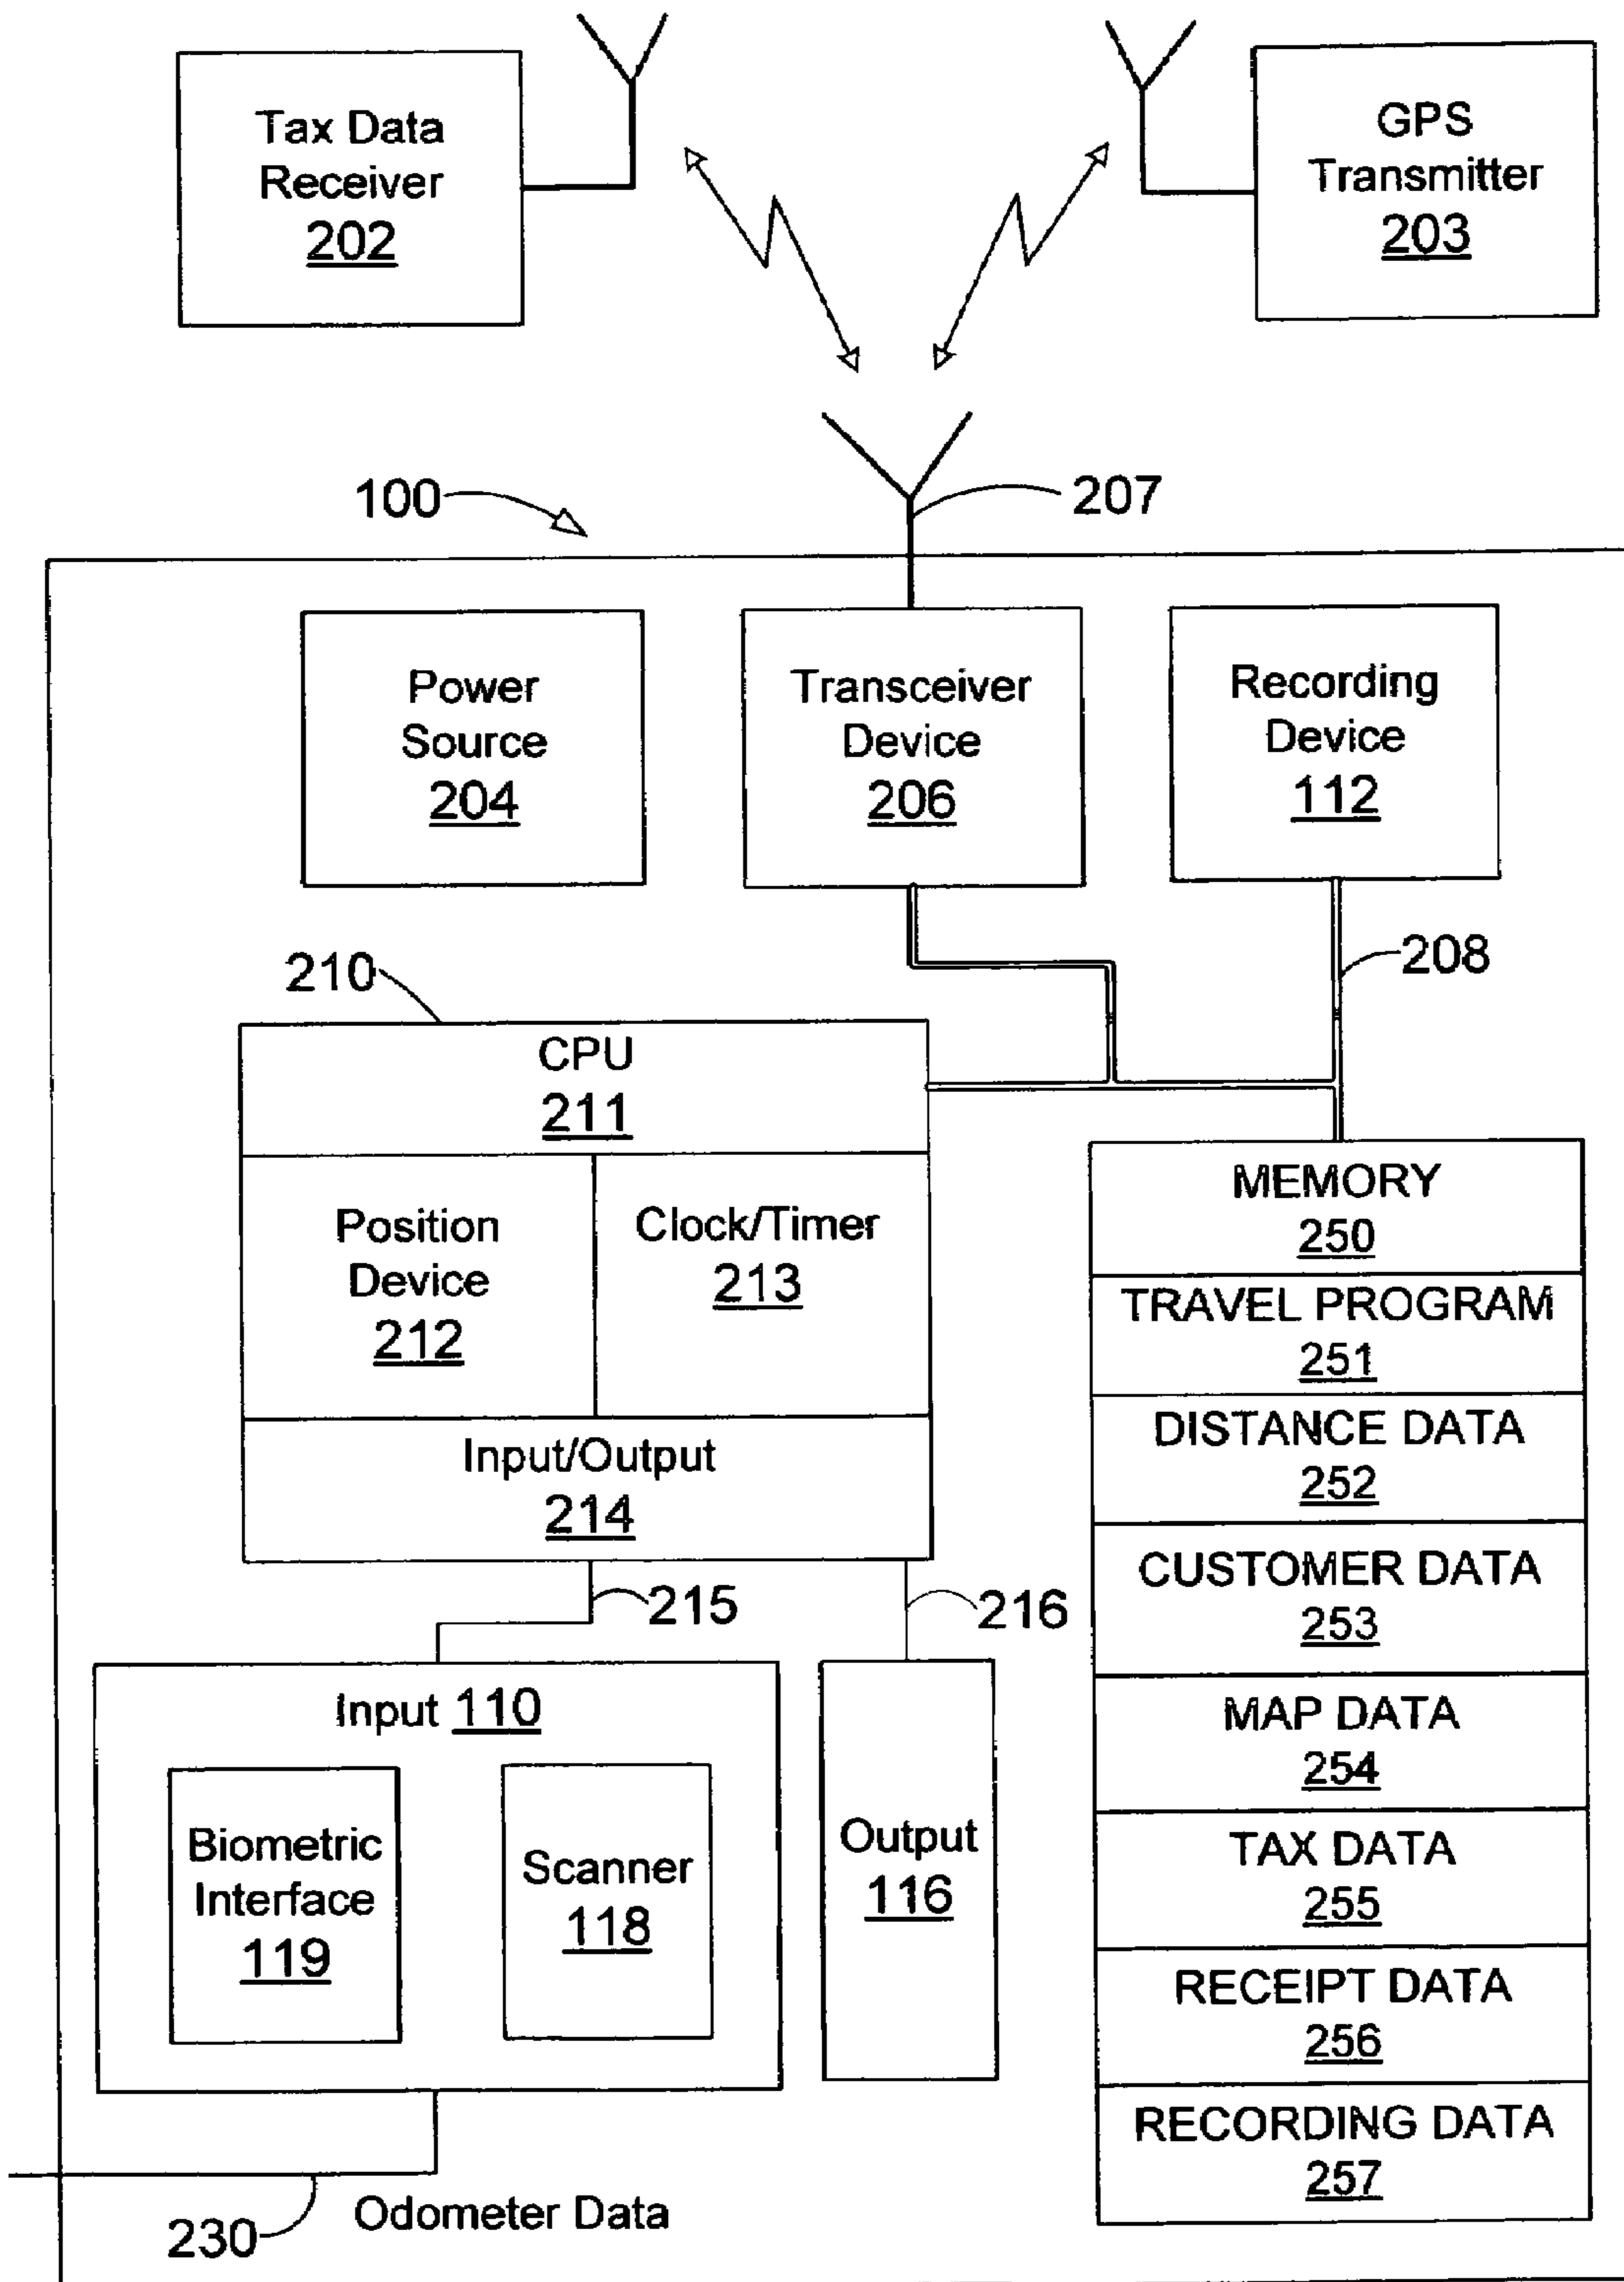 Tax Data
Receiver
202
GPS
Transmitter
203
100
207
Power
Source
204
Transceiver
Device
206
Recording
Device
112
208
210
CPU
211
Position
Device
212
Clock/Timer
213
Input/Output
214
215
216
MEMORY
250
TRAVEL PROGRAM
251
DISTANCE DATA
252
CUSTOMER DATA
253
MAP DATA
254
TAX DATA
255
RECEIPT DATA
256
RECORDING DATA
257
Input 110
Biometric
Interface
119
Scanner
118
Output
116
230
Odometer Data